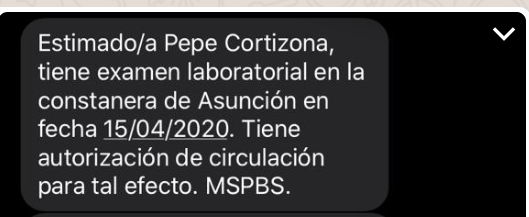 Estimado/a Pepe Cortizona,
tiene examen laboratorial en la
constanera de Asunción en
fecha 15/04/2020. Tiene
autorización de circulación
para tal efecto. MSPBS.